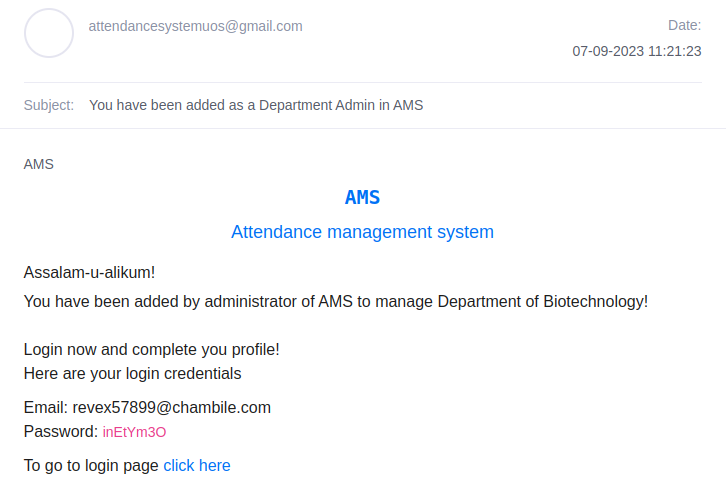 attendancesystemuos@gmail.com
Date:
07-09-2023 11:21:23
Subject: You have been added as a Department Admin in AMS
AMS
AMS
Attendance management system
Assalam-u-alikum!
You have been added by administrator of AMS to manage Department of Biotechnology!
Login now and complete you profile!
Here are your login credentials
Email: revex57899@chambile.com
Password: inEtYm3O
To go to login page click here